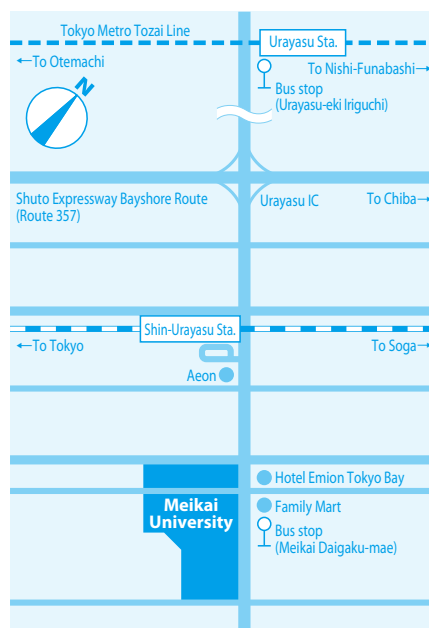 Tokyo Metro Tozai Line
Urayasu Sta.
←To Otemachi
To Nishi-Funabashi→
N
Bus stop
(Urayasu-eki Iriguchi)
Shuto Expressway Bayshore Route
(Route 357)
Urayasu IC
To Chiba→
Shin-Urayasu Sta.
←To Tokyo
To Soga→
Aeon
Hotel Emion Tokyo Bay
Meikai
University
Family Mart
Bus stop
(Meikai Daigaku-mae)